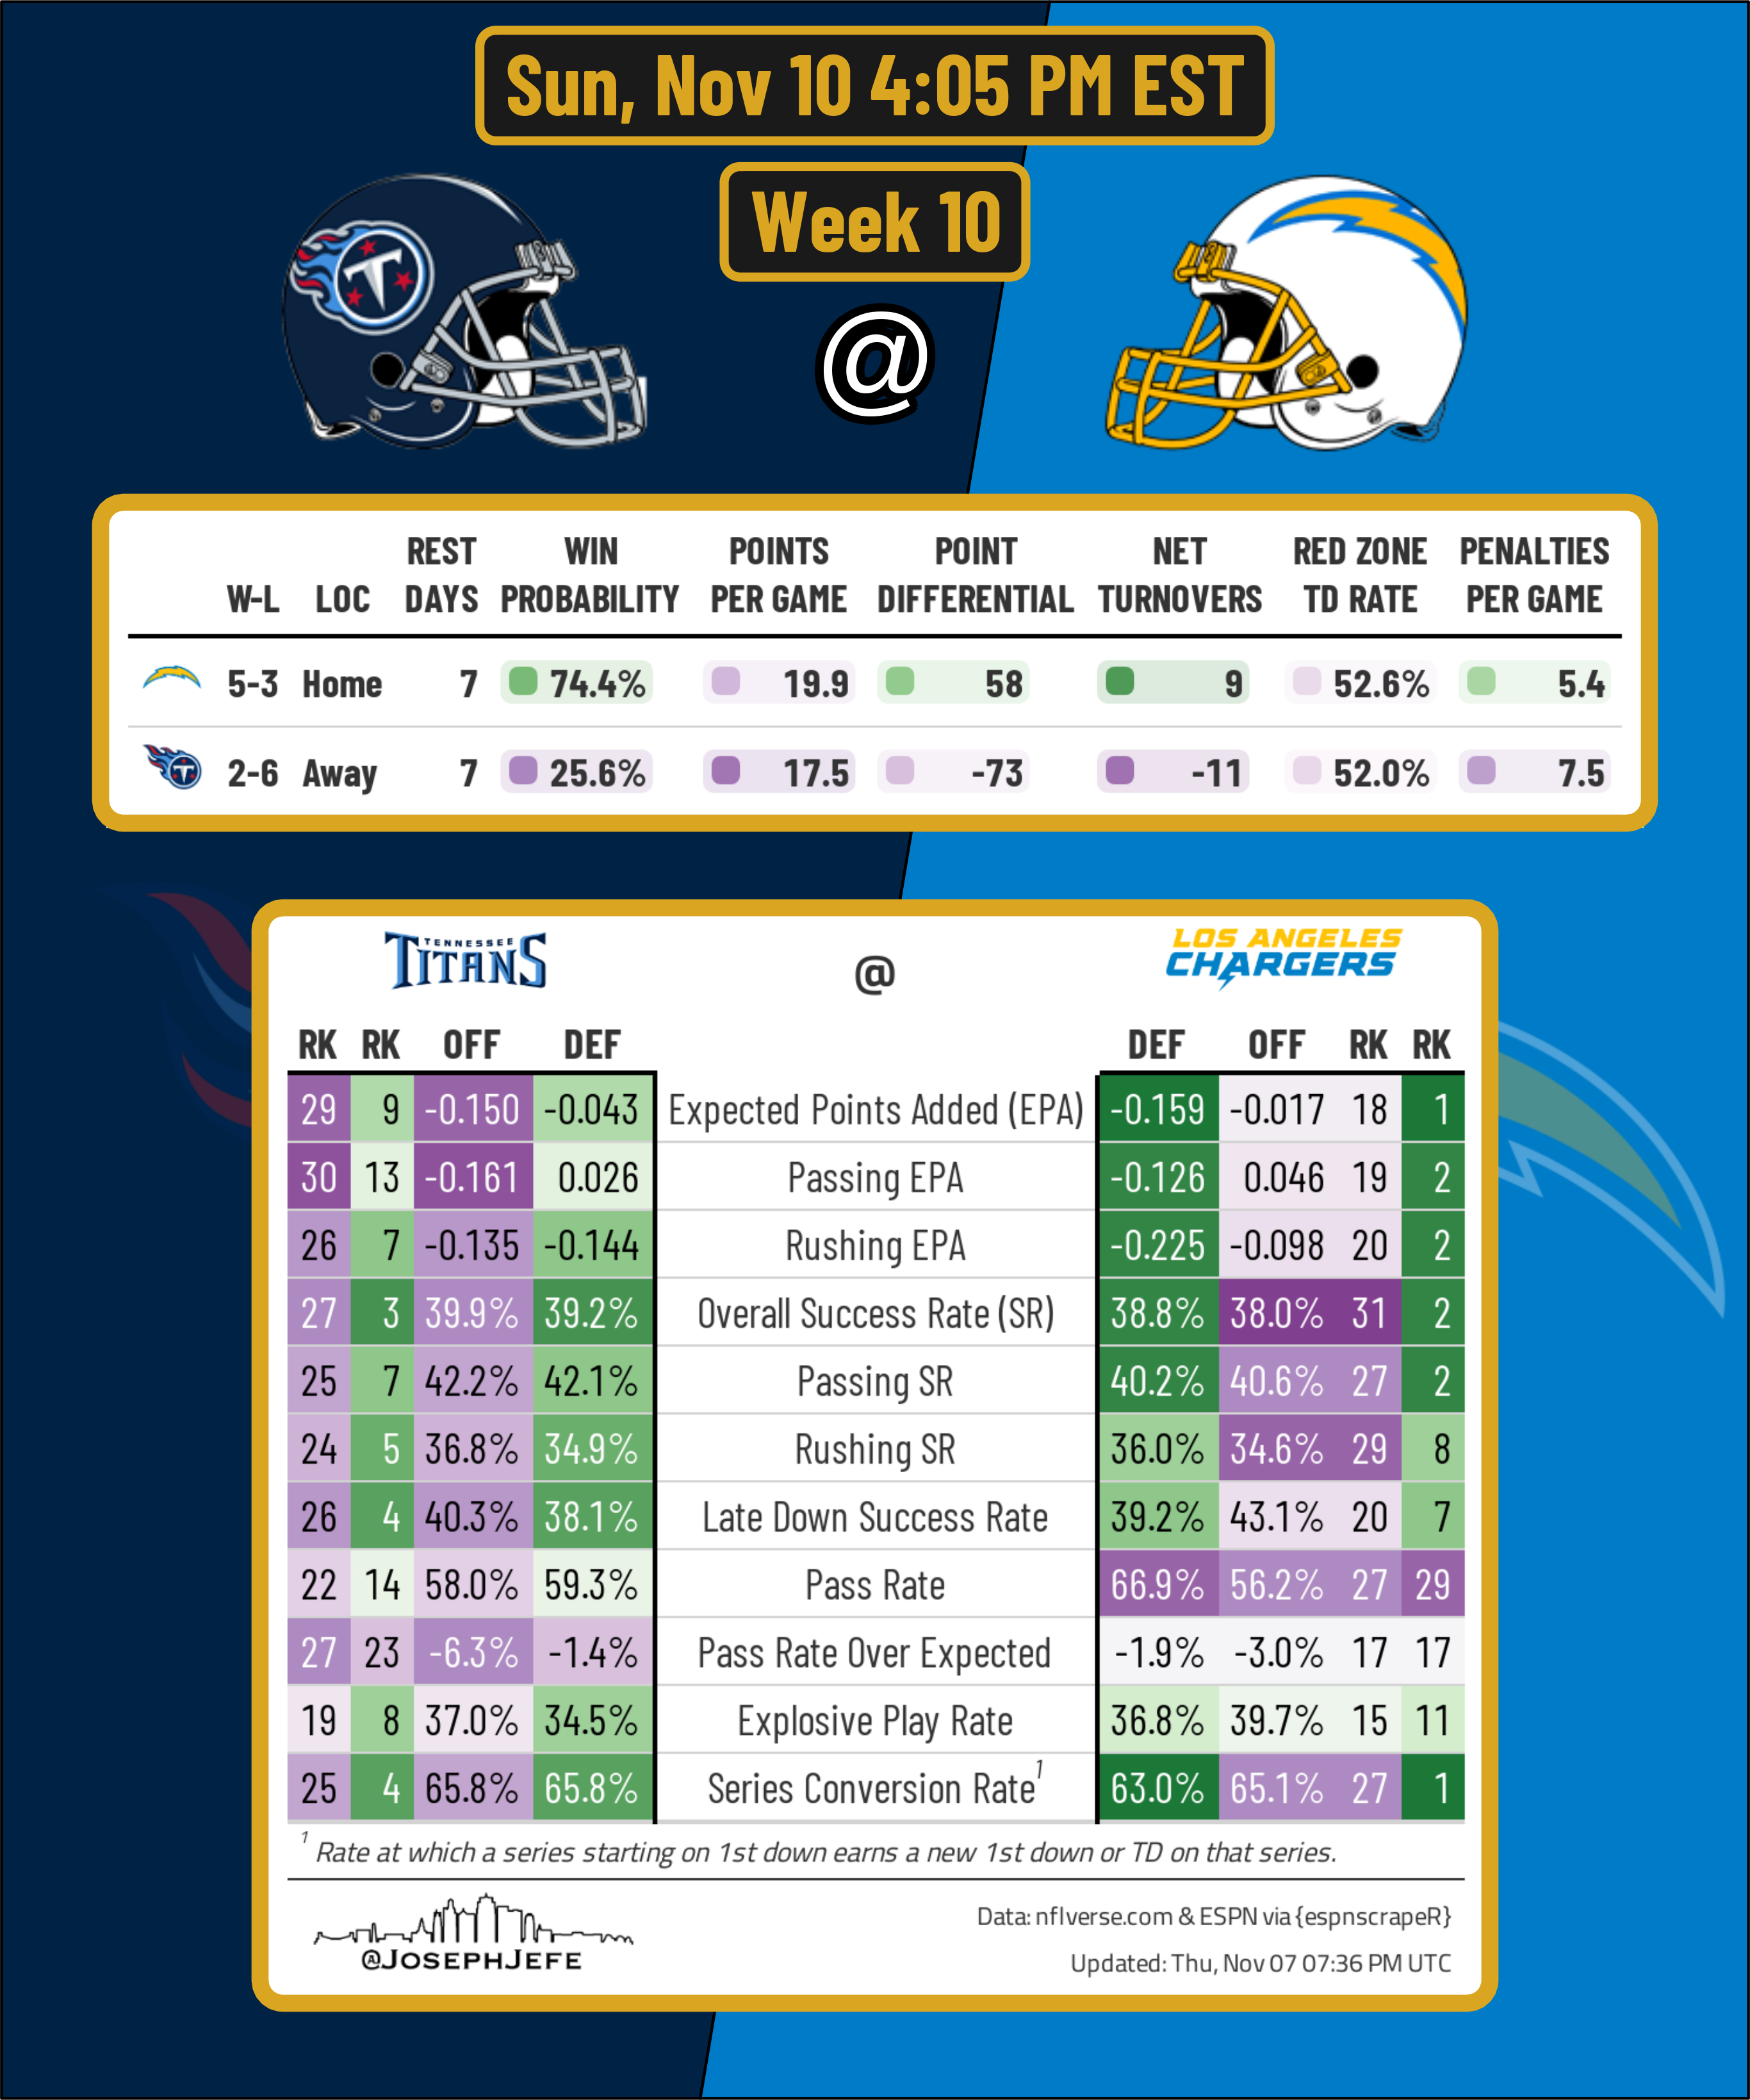 Sun, Nov 10 4:05 PM EST
Week 10
@
W-L LOC REST DAYS WIN PROBABILITY POINTS PER GAME POINT DIFFERENTIAL NET TURNOVERS RED ZONE TD RATE PENALTIES PER GAME
5-3 Home 7 74.4% 19.9 58 9 52.6% 5.4
2-6 Away 7 25.6% 17.5 -73 -11 52.0% 7.5
TENNESSEE TITANS @ LOS ANGELES CHARGERS
RK RK OFF DEF DEF OFF RK RK
29 9 -0.150 -0.043 Expected Points Added (EPA) -0.159 -0.017 18 1
30 13 -0.161 0.026 Passing EPA -0.126 0.046 19 2
26 7 -0.135 -0.144 Rushing EPA -0.225 -0.098 20 2
27 3 39.9% 39.2% Overall Success Rate (SR) 38.8% 38.0% 31 2
25 7 42.2% 42.1% Passing SR 40.2% 40.6% 27 2
24 5 36.8% 34.9% Rushing SR 36.0% 34.6% 29 8
26 4 40.3% 38.1% Late Down Success Rate 39.2% 43.1% 20 7
22 14 58.0% 59.3% Pass Rate 66.9% 56.2% 27 29
27 23 -6.3% -1.4% Pass Rate Over Expected -1.9% -3.0% 17 17
19 8 37.0% 34.5% Explosive Play Rate 36.8% 39.7% 15 11
25 4 65.8% 65.8% Series Conversion Rate1 63.0% 65.1% 27 1
1 Rate at which a series starting on 1st down earns a new 1st down or TD on that series.
@JOSEPHJEFE
Data: nflverse.com & ESPN via {espnscrapeR}
Updated: Thu, Nov 07 07:36 PM UTC